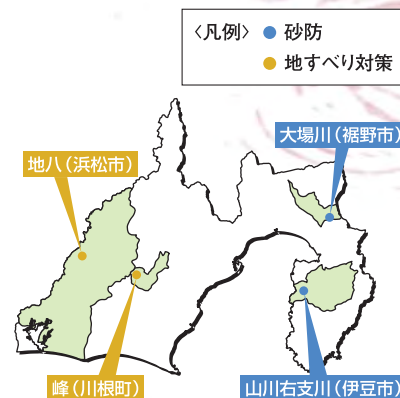 〈凡例〉 ● 砂防
● 地すべり対策
大場川（裾野市）
地八（浜松市）
峰（川根町）
山川右支川（伊豆市）